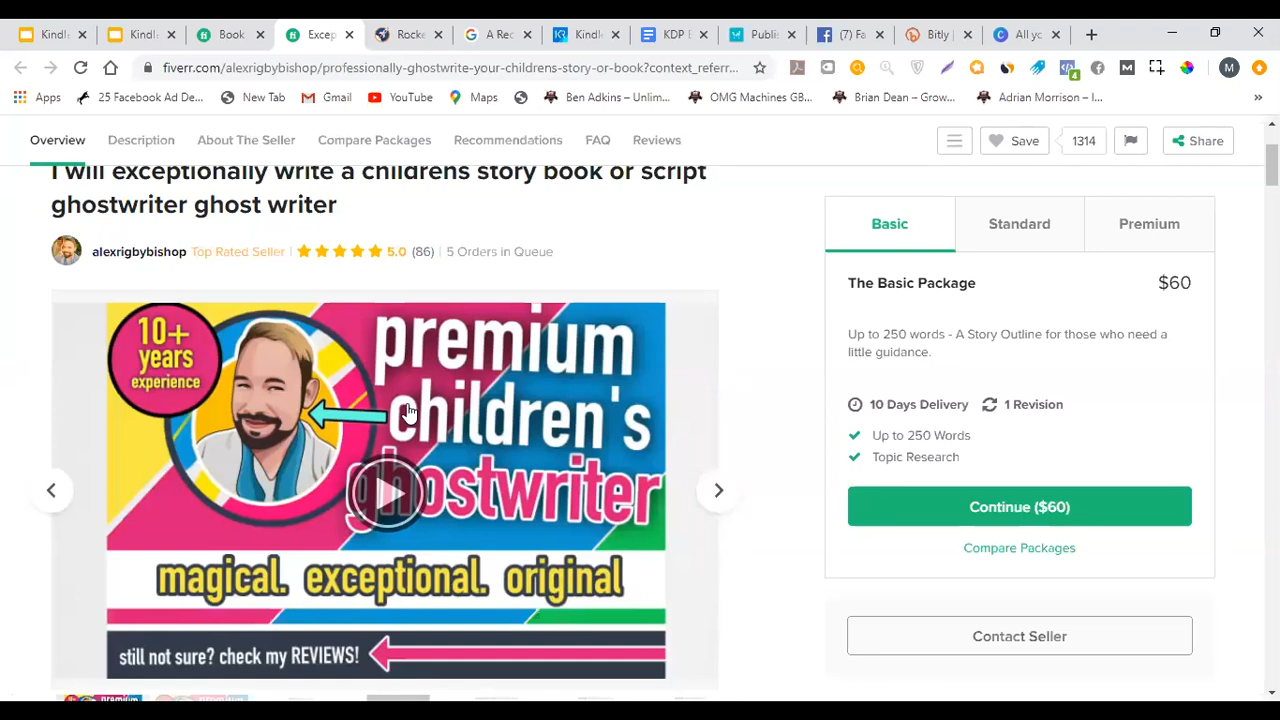 Kindle
Kindle
Book
Excep
Rocke
A Rec
Kindle
KDP E
Publis
(7) Fa
Bitly |
All yc
fiverr.com/alexrigbybishop/professionally-ghostwrite-your-childrens-story-or-book?context_referr...
4
M
M
Apps
25 Facebook Ad De...
New Tab
Gmail
YouTube
Maps
Ben Adkins – Unlim...
OMG Machines GB...
Brian Dean – Grow...
Adrian Morrison – I...
»
Overview
Description
About The Seller
Compare Packages
Recommendations
FAQ
Reviews
Save
1314
Share
I will exceptionally write a childrens story book or script
ghostwriter ghost writer
alexrigbybishop Top Rated Seller 5.0 (86) 5 Orders in Queue
10+
years
experience
premium
children's
ghostwriter
magical. exceptional. original
still not sure? check my REVIEWS!
Basic
Standard
Premium
The Basic Package $60
Up to 250 words - A Story Outline for those who need a
little guidance.
10 Days Delivery 1 Revision
Up to 250 Words
Topic Research
Continue ($60)
Compare Packages
Contact Seller